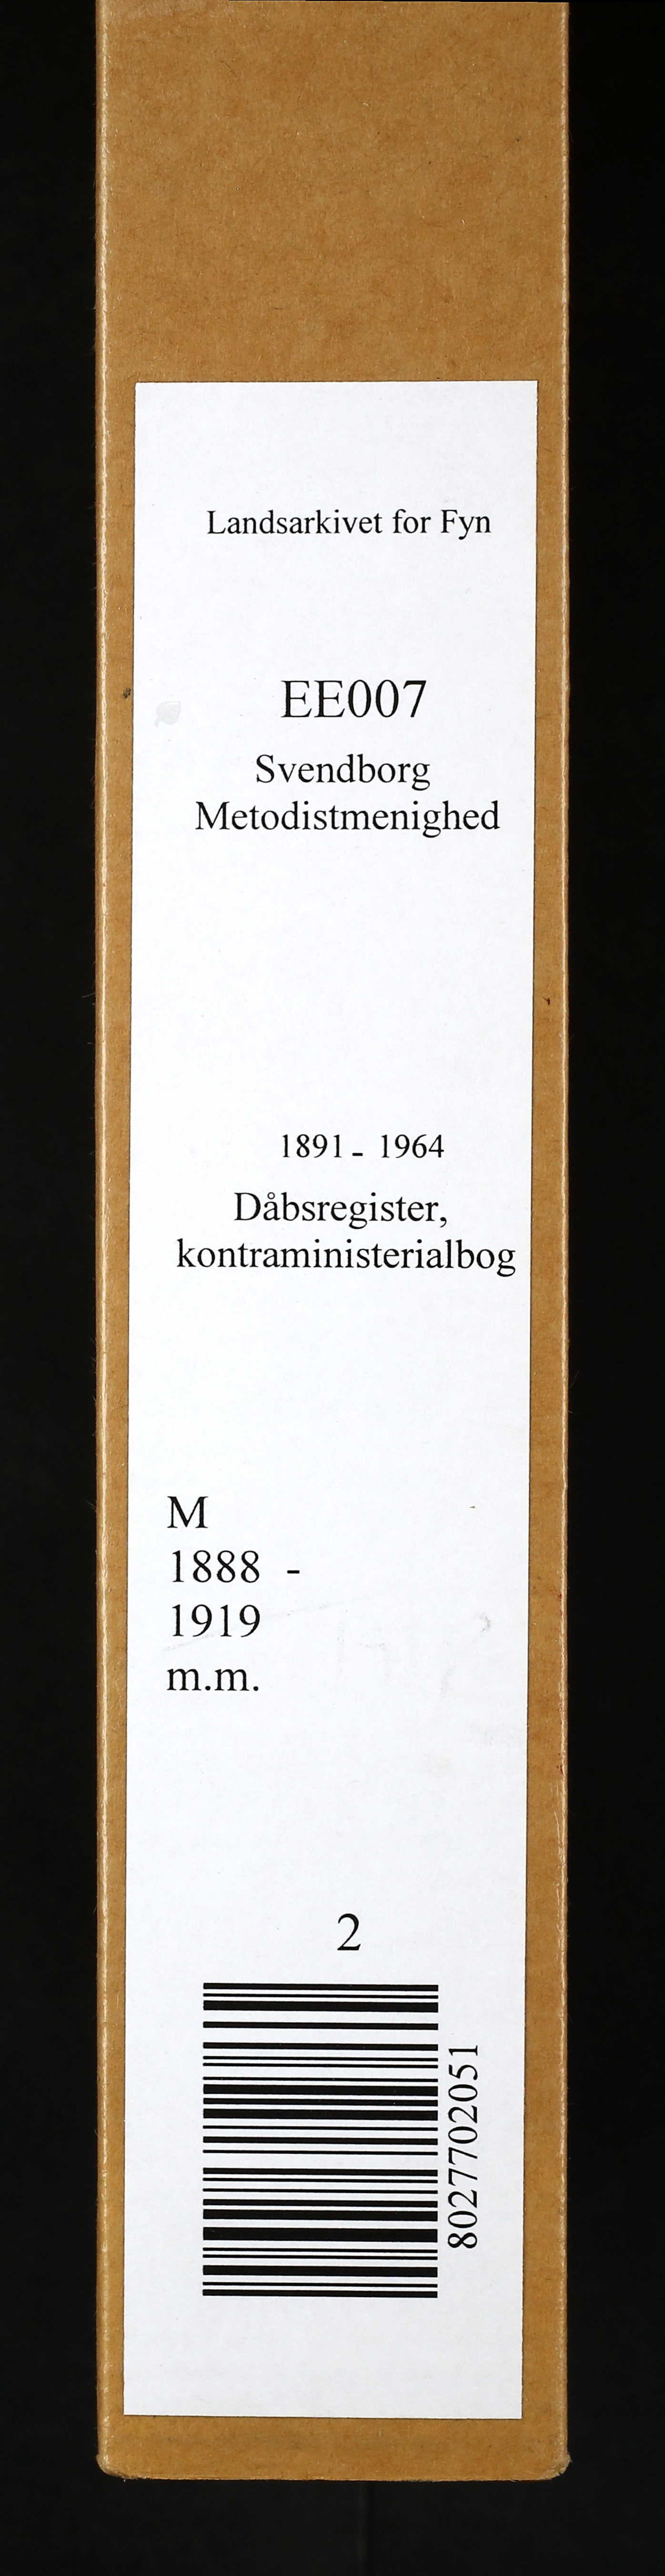 Landsarkivet for Fyn
EE007
Svendborg
Metodistmenighed
1891 - 1964
Dåbsregister,
kontraministerialbog
M
1888 -
1919
m.m.
2
8027702051